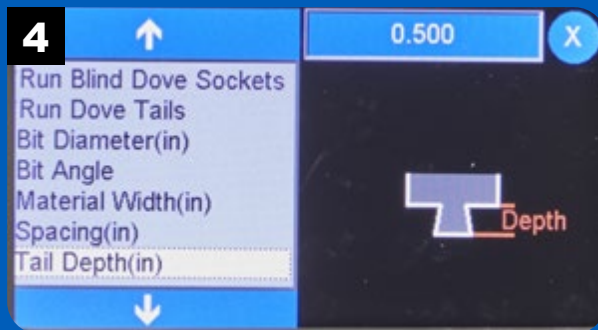 4
0.500
X
Run Blind Dove Sockets
Run Dove Tails
Bit Diameter(in)
Bit Angle
Material Width(in)
Spacing(in)
Tail Depth(in)
Depth